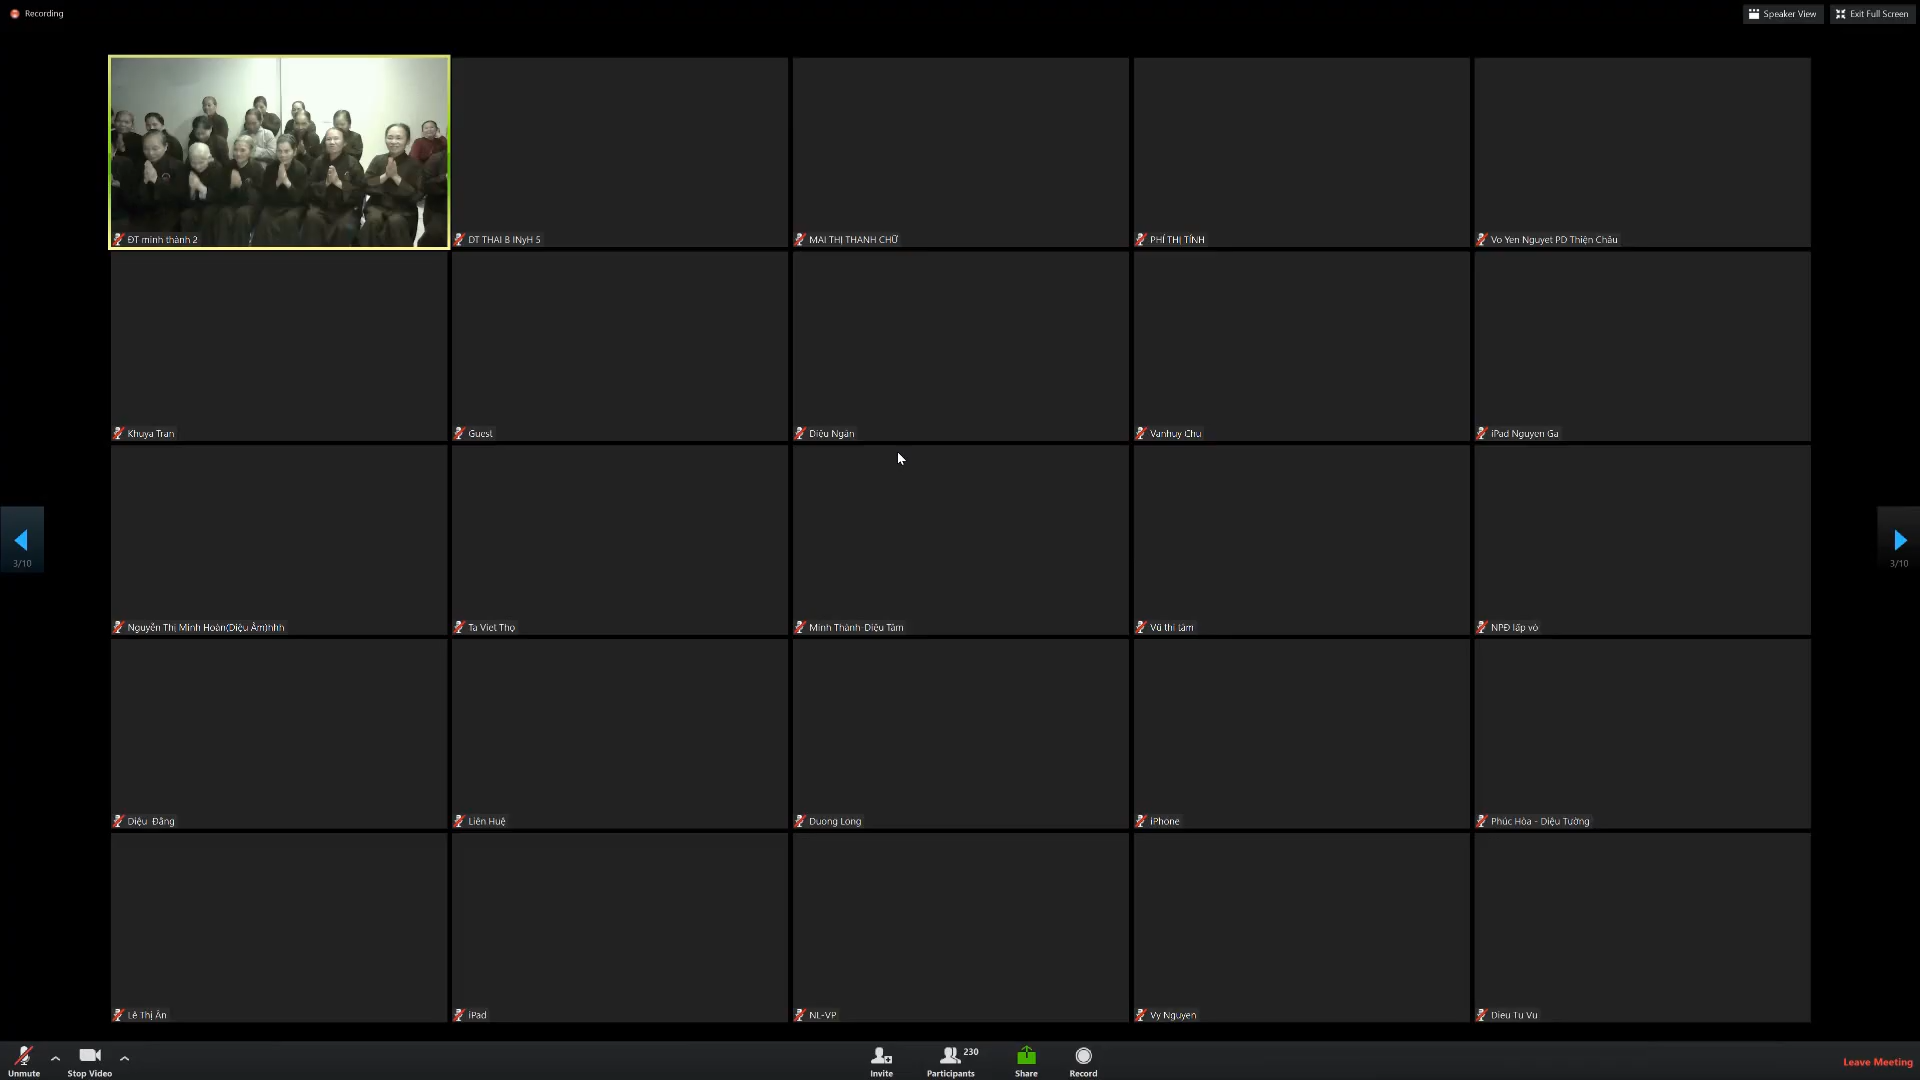 Recording
Speaker View
Exit Full Screen
ĐT minh thành 2
DT THAI B INyH 5
MAI THỊ THANH CHỮ
PHÍ THỊ TÍNH
Vo Yen Nguyet PD Thiện Châu
Khuya Tran
Guest
Diệu Ngân
Vanhuy Chu
iPad Nguyen Ga
3/10
3/10
Nguyễn Thị Minh Hoàn(Diệu Âm)hhh
Ta Viet Thọ
Minh Thành-Diệu Tâm
Vũ thi tâm
NPĐ lấp vò
Diệu Đăng
Liên Huệ
Duong Long
iPhone
Phúc Hòa - Diệu Tường
Lê Thị Ân
iPad
NL-VP
Vy Nguyen
Dieu Tu Vu
Unmute
Stop Video
Invite
230
Participants
Share
Record
Leave Meeting